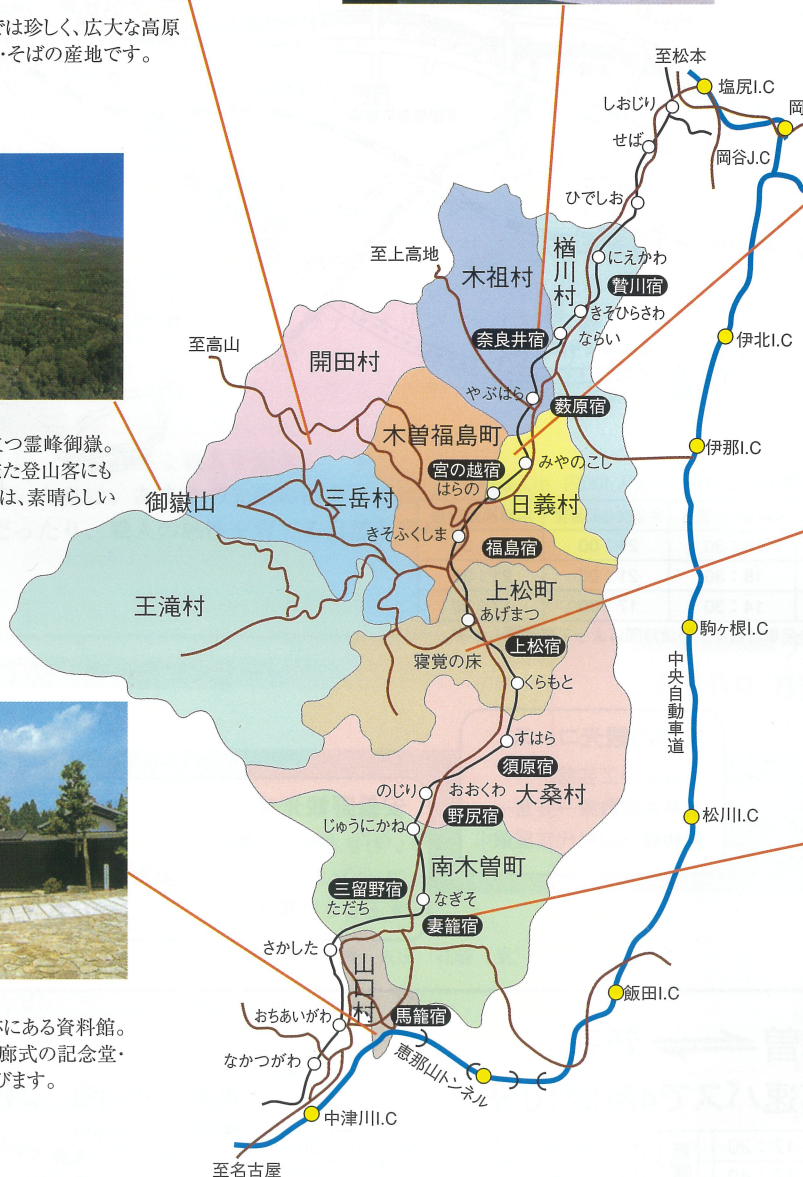 では珍しく、広大な高原
・そばの産地です。
至松本
塩尻I.C
しおじり
岡
せば
岡谷J.C
ひでしお
楢川村
至上高地
にえかわ
木祖村
贄川宿
きそひらさわ
奈良井宿
ならい
至高山
伊北I.C
開田村
やぶはら
薮原宿
木曽福島町
立つ霊峰御嶽。
た登山客にも
は、素晴らしい
伊那I.C
宮の越宿
みやのこし
はらの
御嶽山
三岳村
日義村
きそふくしま
福島宿
上松町
王滝村
あげまつ
駒ヶ根I.C
上松宿
寝覚の床
中央自動車道
くらもと
すはら
須原宿
のじり
おおくわ
大桑村
野尻宿
松川I.C
じゅうにかね
南木曽町
三留野宿
なぎそ
ただち
妻籠宿
さかした
山口村
飯田I.C
にある資料館。
廊式の記念堂・
びます。
おちあいがわ
馬籠宿
なかつがわ
恵那山トンネル
中津川I.C
至名古屋